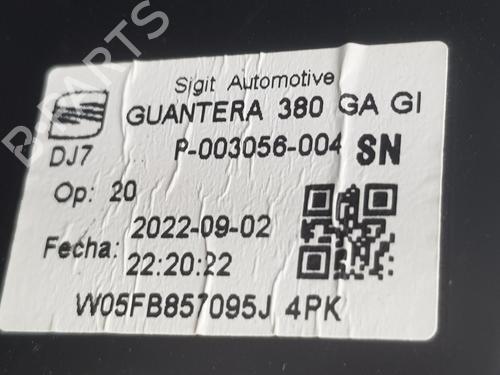 Sigit Automotive
GUANTERA 380 GA GI
DJ7
P-003056-004 SN
Op: 20
Fecha: 2022-09-02
22:20:22
W05FB857095J 4PK
B-PARTS